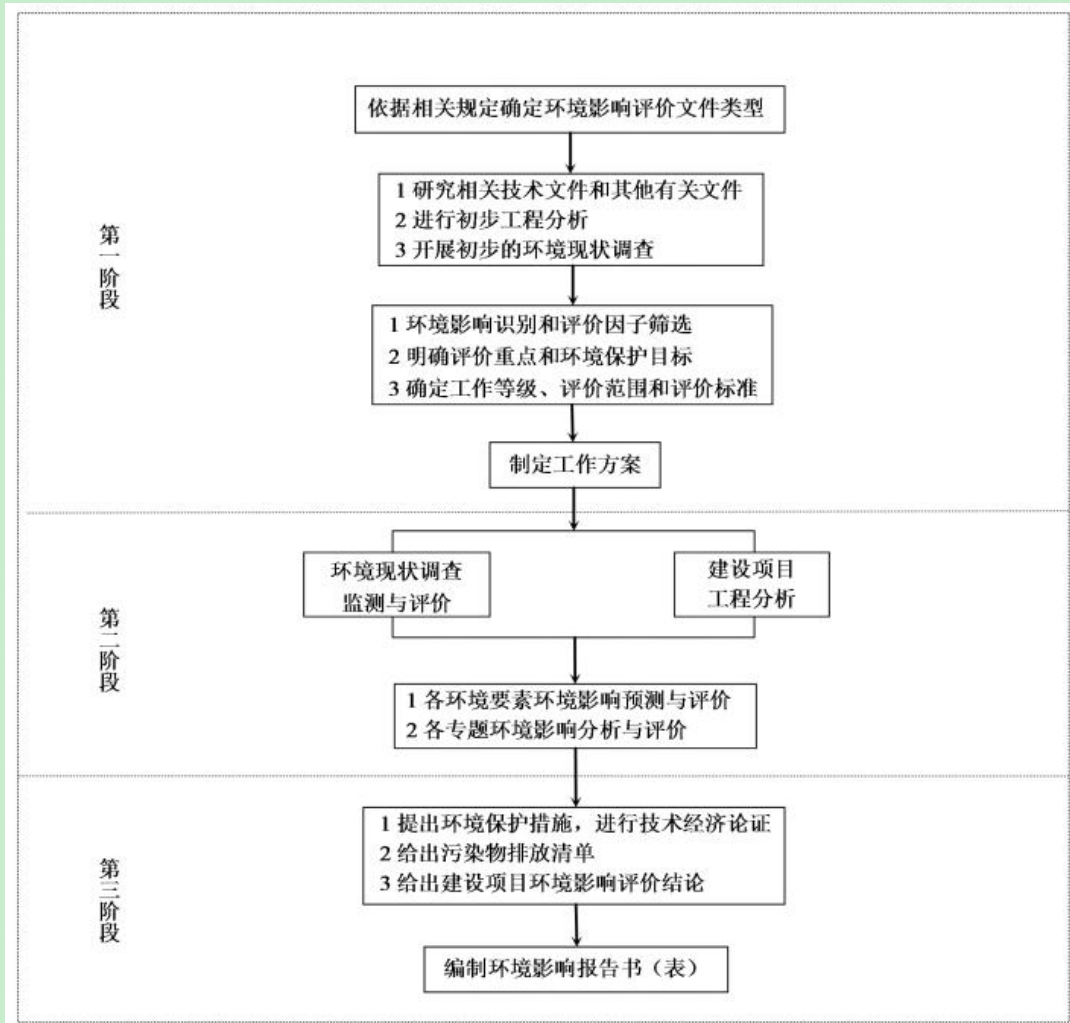 依据相关规定确定环境影响评价文件类型
1 研究相关技术文件和其他有关文件
2 进行初步工程分析
3 开展初步的环境现状调查
第一阶段
1 环境影响识别和评价因子筛选
2 明确评价重点和环境保护目标
3 确定工作等级、评价范围和评价标准
制定工作方案
环境现状调查
监测与评价
建设项目
工程分析
第二阶段
1 各环境要素环境影响预测与评价
2 各专题环境影响分析与评价
1 提出环境保护措施，进行技术经济论证
2 给出污染物排放清单
3 给出建设项目环境影响评价结论
第三阶段
编制环境影响报告书（表）